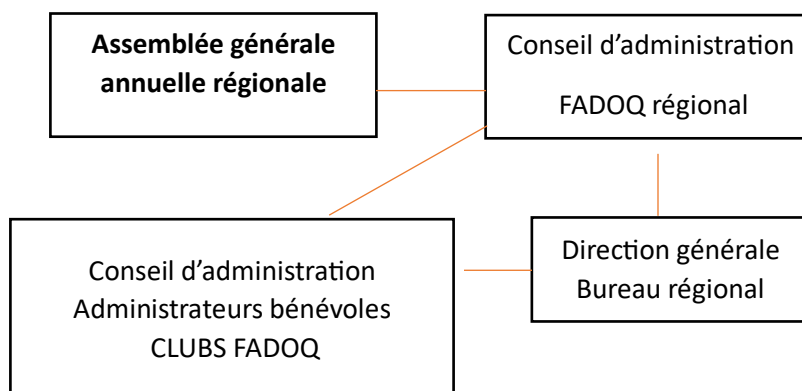 Assemblée générale
annuelle régionale
Conseil d’administration
FADOQ régional
Conseil d’administration
Administrateurs bénévoles
CLUBS FADOQ
Direction générale
Bureau régional